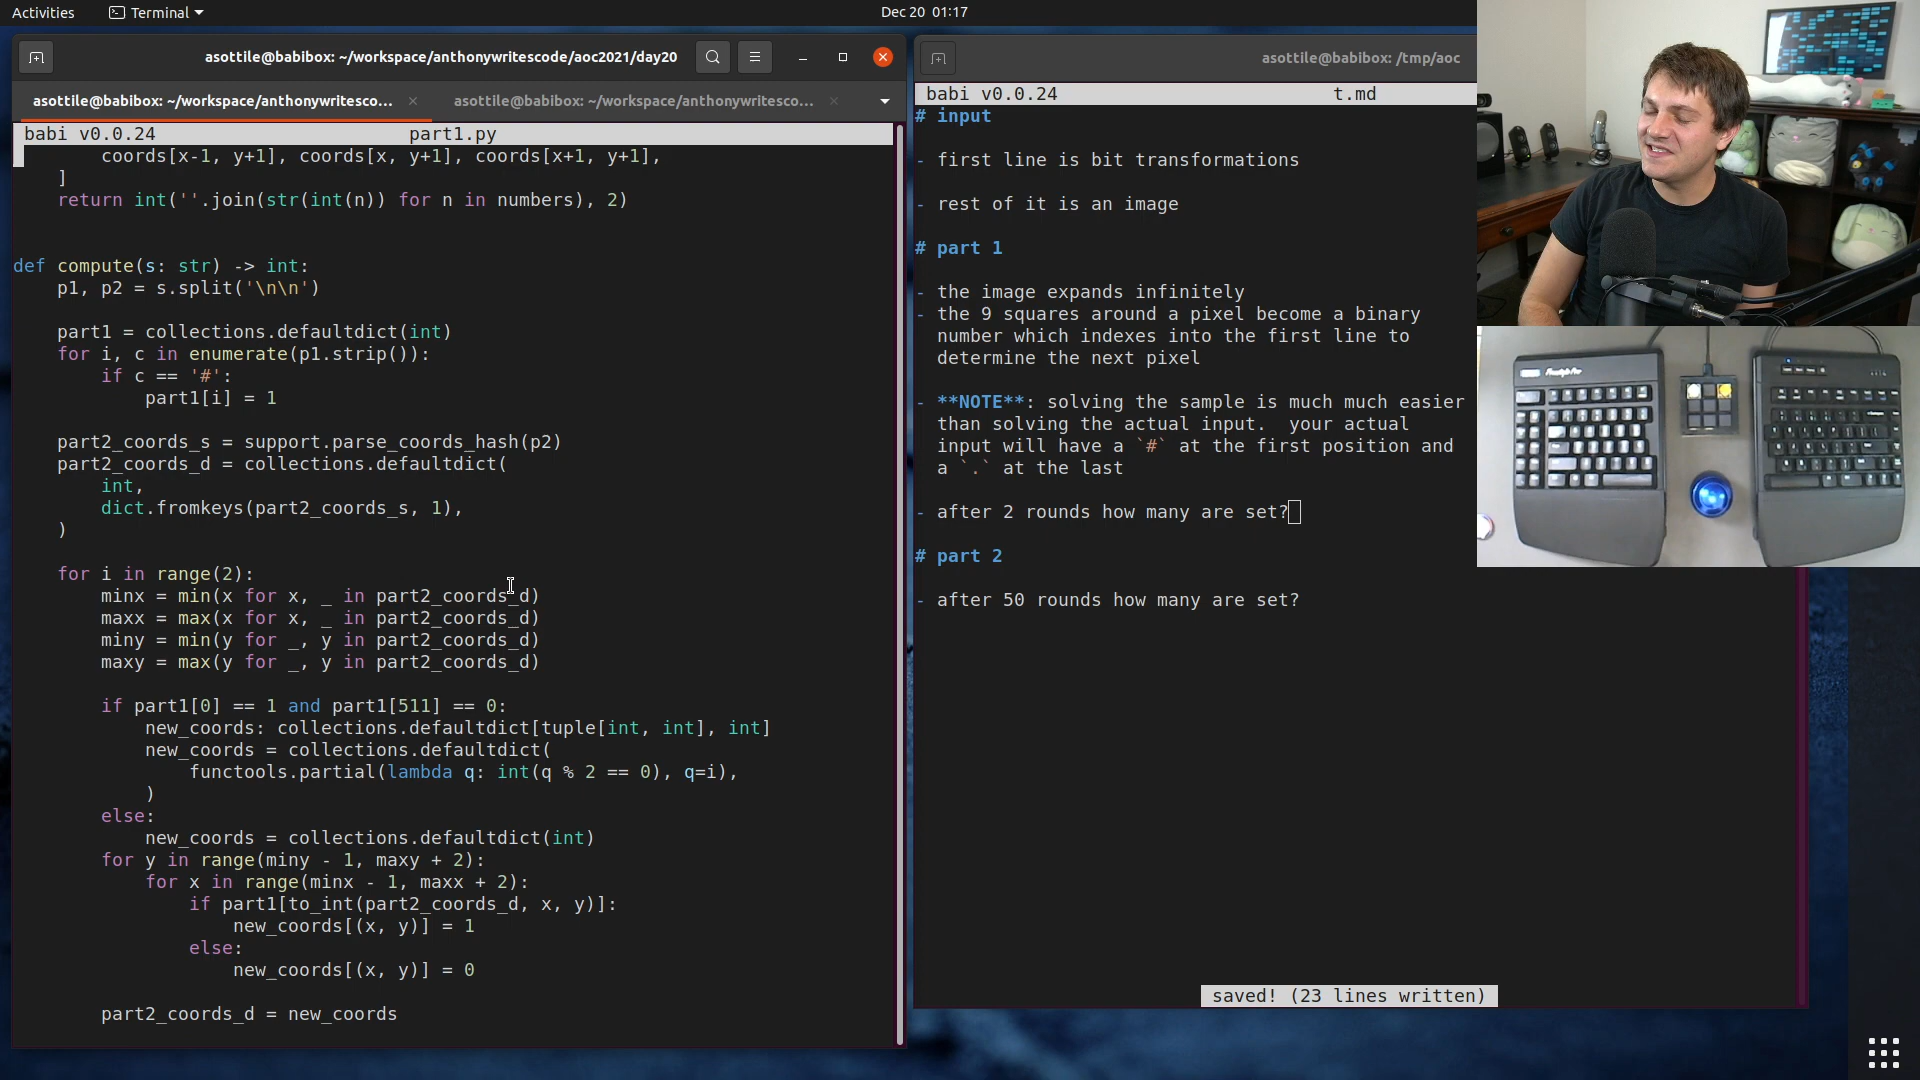 Activities
Terminal
Dec 20 01:17
asottile@babibox: ~/workspace/anthonywritescode/aoc2021/day20
asottile@babibox: ~/workspace/anthonywritesco...
asottile@babibox: ~/workspace/anthonywritesco...
babi v0.0.24 part1.py
coords[x-1, y+1], coords[x, y+1], coords[x+1, y+1],
]
return int(''.join(str(int(n)) for n in numbers), 2)
def compute(s: str) -> int:
p1, p2 = s.split('\n\n')
part1 = collections.defaultdict(int)
for i, c in enumerate(p1.strip()):
if c == '#':
part1[i] = 1
part2_coords_s = support.parse_coords_hash(p2)
part2_coords_d = collections.defaultdict(
int,
dict.fromkeys(part2_coords_s, 1),
)
for i in range(2):
minx = min(x for x, _ in part2_coords_d)
maxx = max(x for x, _ in part2_coords_d)
miny = min(y for _, y in part2_coords_d)
maxy = max(y for _, y in part2_coords_d)
if part1[0] == 1 and part1[511] == 0:
new_coords: collections.defaultdict[tuple[int, int], int]
new_coords = collections.defaultdict(
functools.partial(lambda q: int(q % 2 == 0), q=i),
)
else:
new_coords = collections.defaultdict(int)
for y in range(miny - 1, maxy + 2):
for x in range(minx - 1, maxx + 2):
if part1[to_int(part2_coords_d, x, y)]:
new_coords[(x, y)] = 1
else:
new_coords[(x, y)] = 0
part2_coords_d = new_coords
asottile@babibox: /tmp/aoc
babi v0.0.24 t.md
# input
- first line is bit transformations
- rest of it is an image
# part 1
- the image expands infinitely
- the 9 squares around a pixel become a binary
number which indexes into the first line to
determine the next pixel
- **NOTE**: solving the sample is much much easier
than solving the actual input.  your actual
input will have a `#` at the first position and
a `.` at the last
- after 2 rounds how many are set?
# part 2
- after 50 rounds how many are set?
saved! (23 lines written)